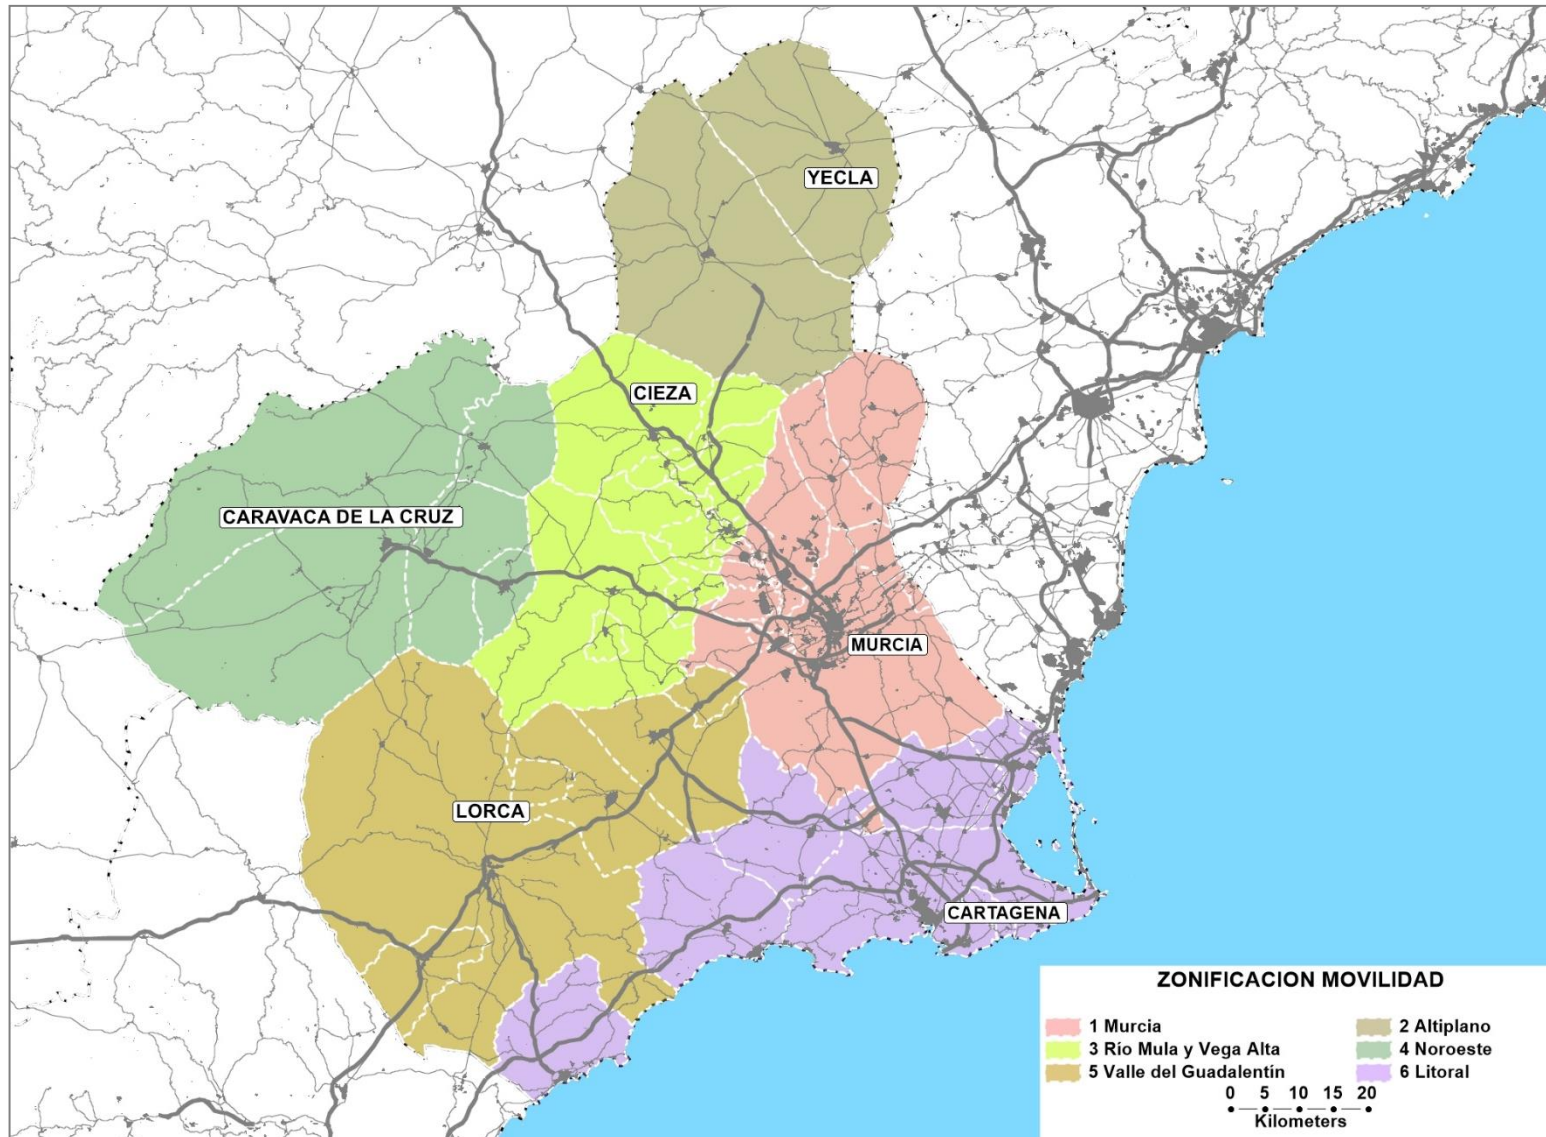 YECLA
CIEZA
CARAVACA DE LA CRUZ
MURCIA
LORCA
CARTAGENA
ZONIFICACION MOVILIDAD
1 Murcia
2 Altiplano
3 Río Mula y Vega Alta
4 Noroeste
5 Valle del Guadalentín
6 Litoral
0 5 10 15 20
Kilometers